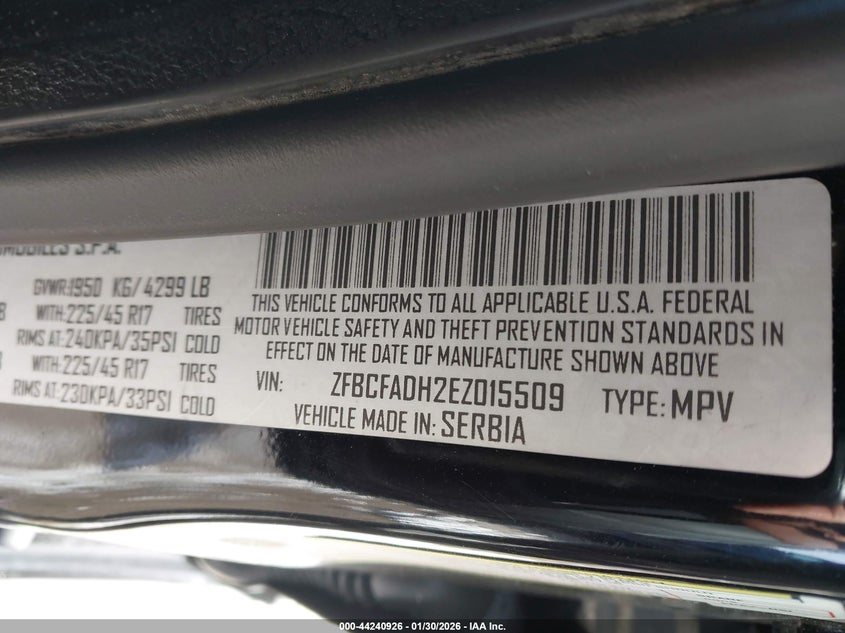 S.P.A.
GVWR:1950 KG/4299 LB
WITH:225/45 R17 TIRES
RIMS AT:240KPA/35PSI COLD
WITH:225/45 R17 TIRES
RIMS AT:230KPA/33PSI COLD
THIS VEHICLE CONFORMS TO ALL APPLICABLE U.S.A. FEDERAL
MOTOR VEHICLE SAFETY AND THEFT PREVENTION STANDARDS IN
EFFECT ON THE DATE OF MANUFACTURE SHOWN ABOVE
VIN: ZFBCFADH2EZ015509 TYPE: MPV
VEHICLE MADE IN: SERBIA
000-44240926 - 01/30/2026 - IAA Inc.